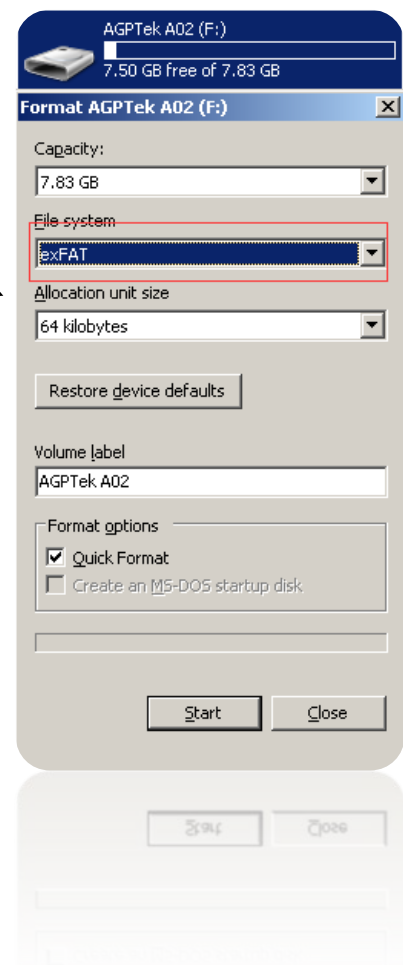 AGPTek A02 (F:)
7.50 GB free of 7.83 GB
Format AGPTek A02 (F:)
Capacity:
7.83 GB
File system
exFAT
Allocation unit size
64 kilobytes
Restore device defaults
Volume label
AGPTek A02
Format options
Quick Format
Create an MS-DOS startup disk
Start Close
Start Close